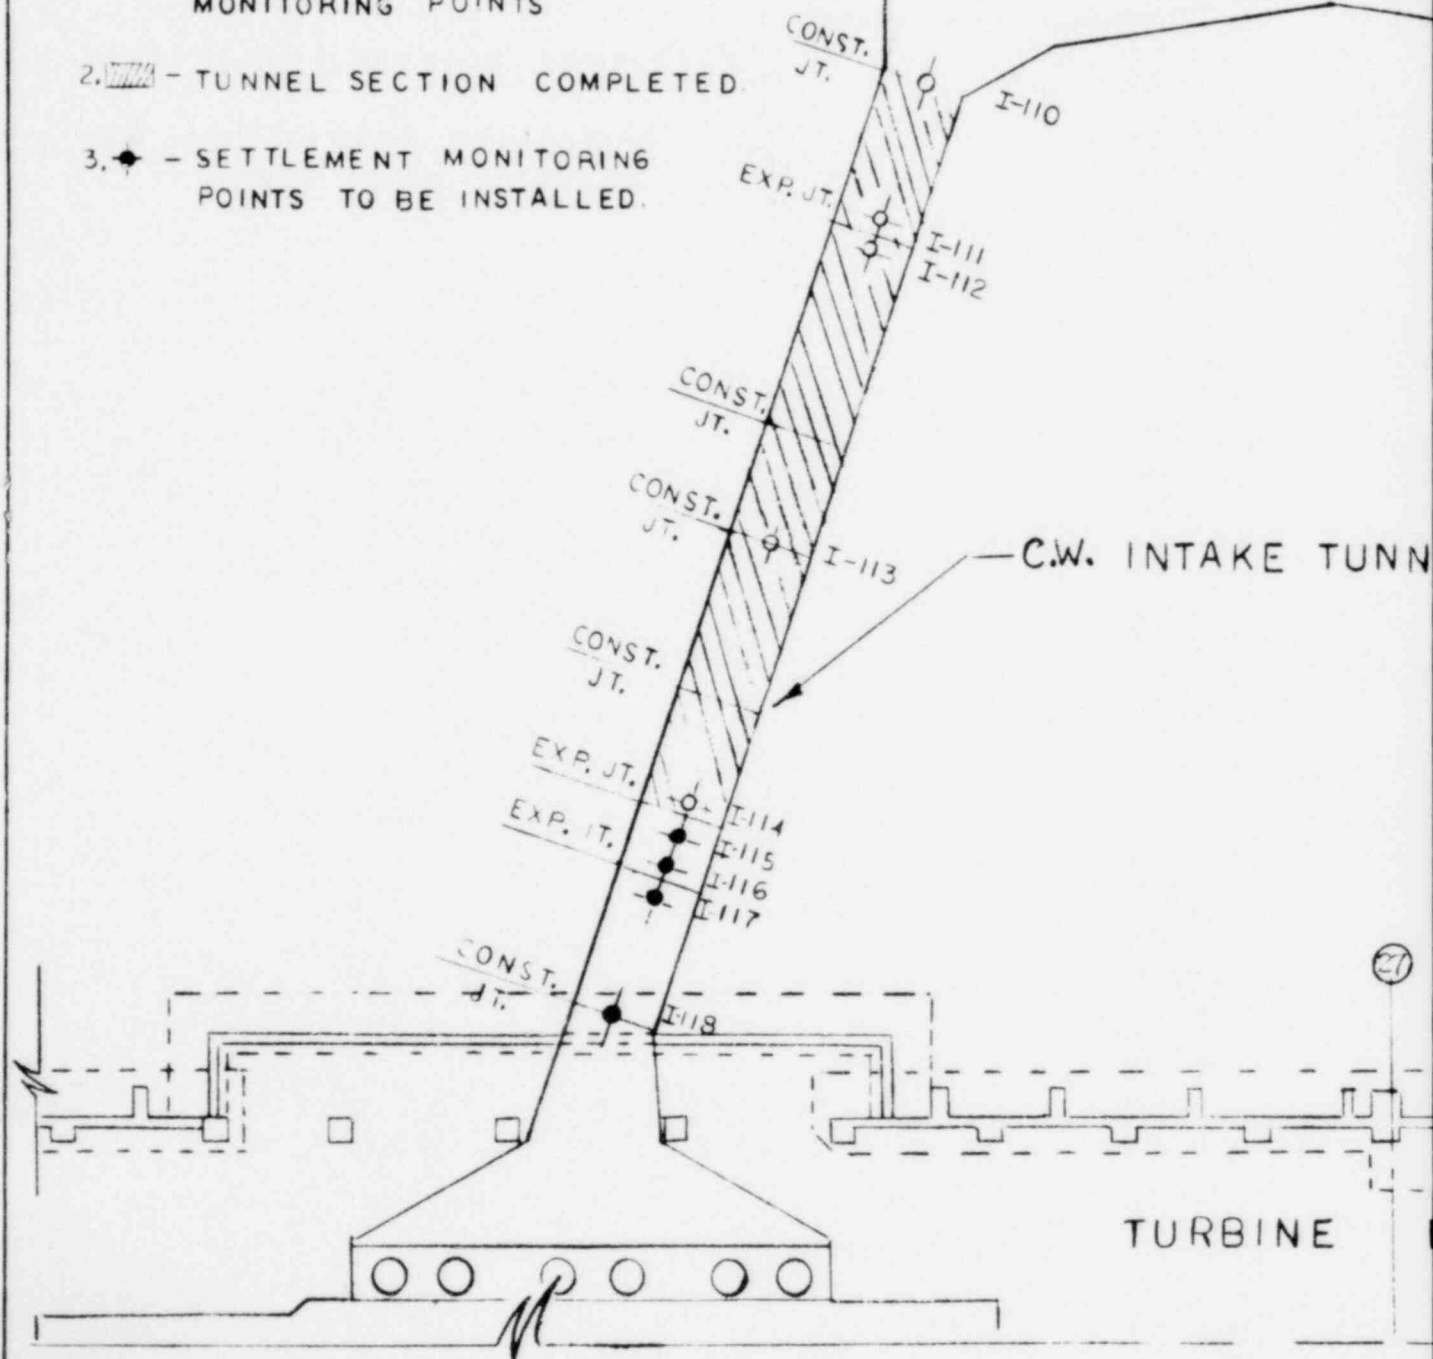 MONITORING POINTS
2. - TUNNEL SECTION COMPLETED.
3. - SETTLEMENT MONITORING
POINTS TO BE INSTALLED.
CONST.
JT.
I-110
EXP. JT.
I-111
I-112
CONST.
JT.
CONST.
JT.
I-113
C.W. INTAKE TUNN
CONST.
JT.
EXP. JT.
I-114
EXP. JT.
I-115
I-116
I-117
CONST.
JT.
I-118
27
TURBINE